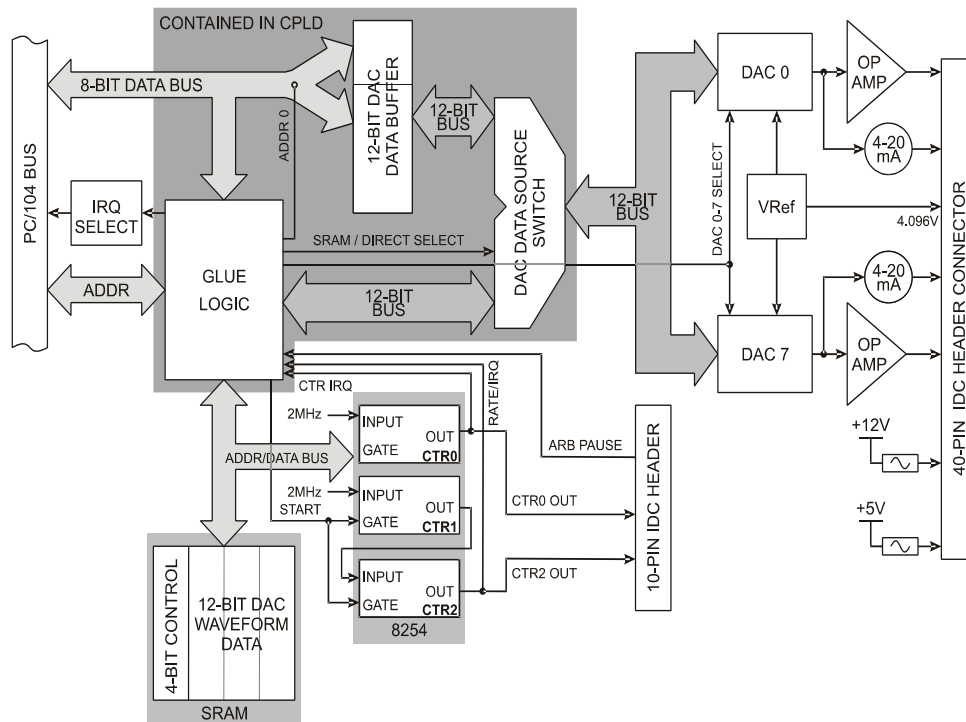 CONTAINED IN CPLD
PC/104 BUS
8-BIT DATA BUS
ADDR 0
12-BIT DAC
DATA BUFFER
12-BIT
BUS
DAC DATA SOURCE
SWITCH
12-BIT
BUS
DAC 0
OP
AMP
4-20
mA
DAC 0-7 SELECT
VRef
4.096V
40-PIN IDC HEADER CONNECTOR
IRQ
SELECT
ADDR
GLUE
LOGIC
SRAM / DIRECT SELECT
12-BIT
BUS
4-20
mA
DAC 7
OP
AMP
+12V
+5V
CTR IRQ
RATE/IRQ
2MHz
INPUT
GATE
OUT
CTR0
ADDR/DATA BUS
ARB PAUSE
2MHz
START
INPUT
GATE
OUT
CTR1
CTR0 OUT
10-PIN IDC HEADER
INPUT
GATE
OUT
CTR2
CTR2 OUT
8254
4-BIT CONTROL
12-BIT DAC
WAVEFORM
DATA
SRAM